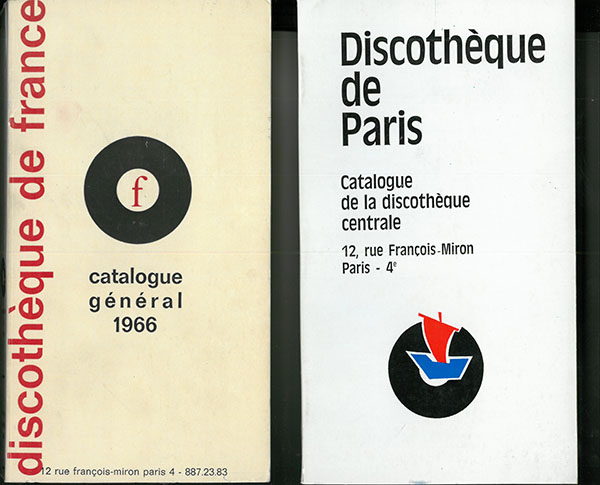 discothèque de france
f
catalogue
général
1966
12 rue françois-miron paris 4 - 887.23.83
Discothèque
de
Paris
Catalogue
de la discothèque
centrale
12, rue François-Miron
Paris - 4e